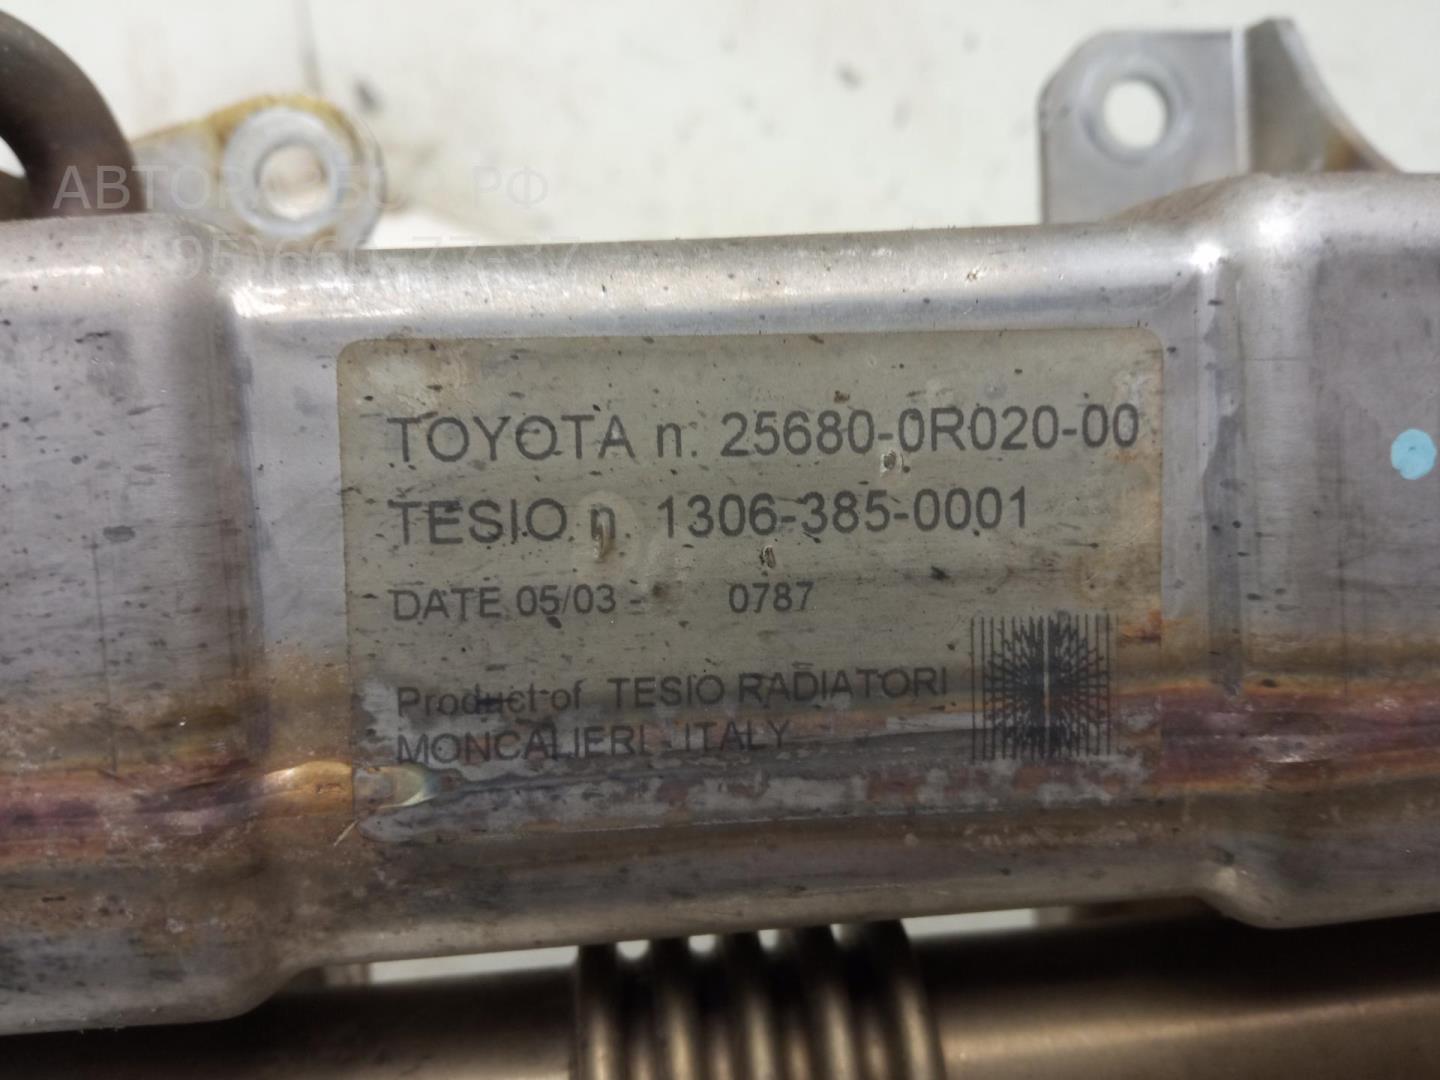 TOYOTA n. 25680-0R020-00
TESIO n 1306-385-0001
DATE 05/03 - 0787
Product of TESIO RADIATORI
MONCALIERI - ITALY